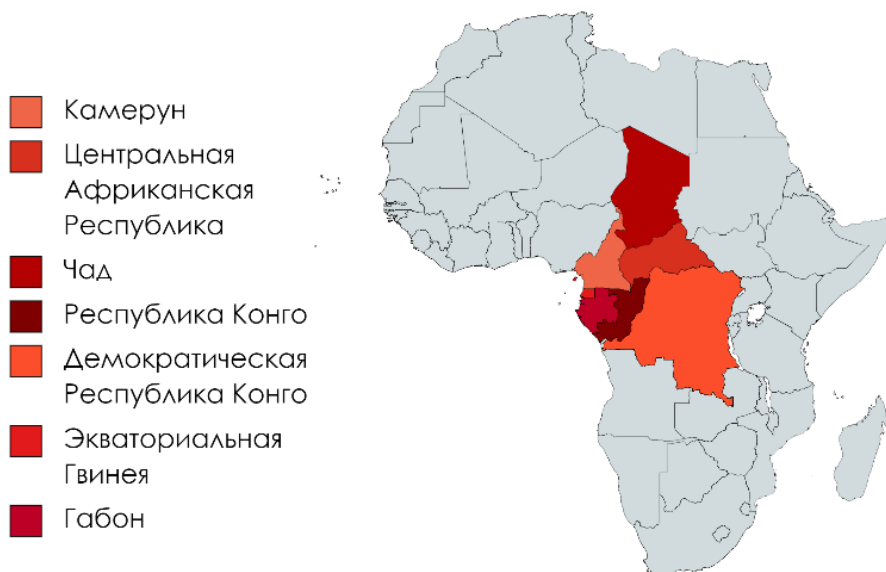 Камерун
Центральная
Африканская
Республика
Чад
Республика Конго
Демократическая
Республика Конго
Экваториальная
Гвинея
Габон